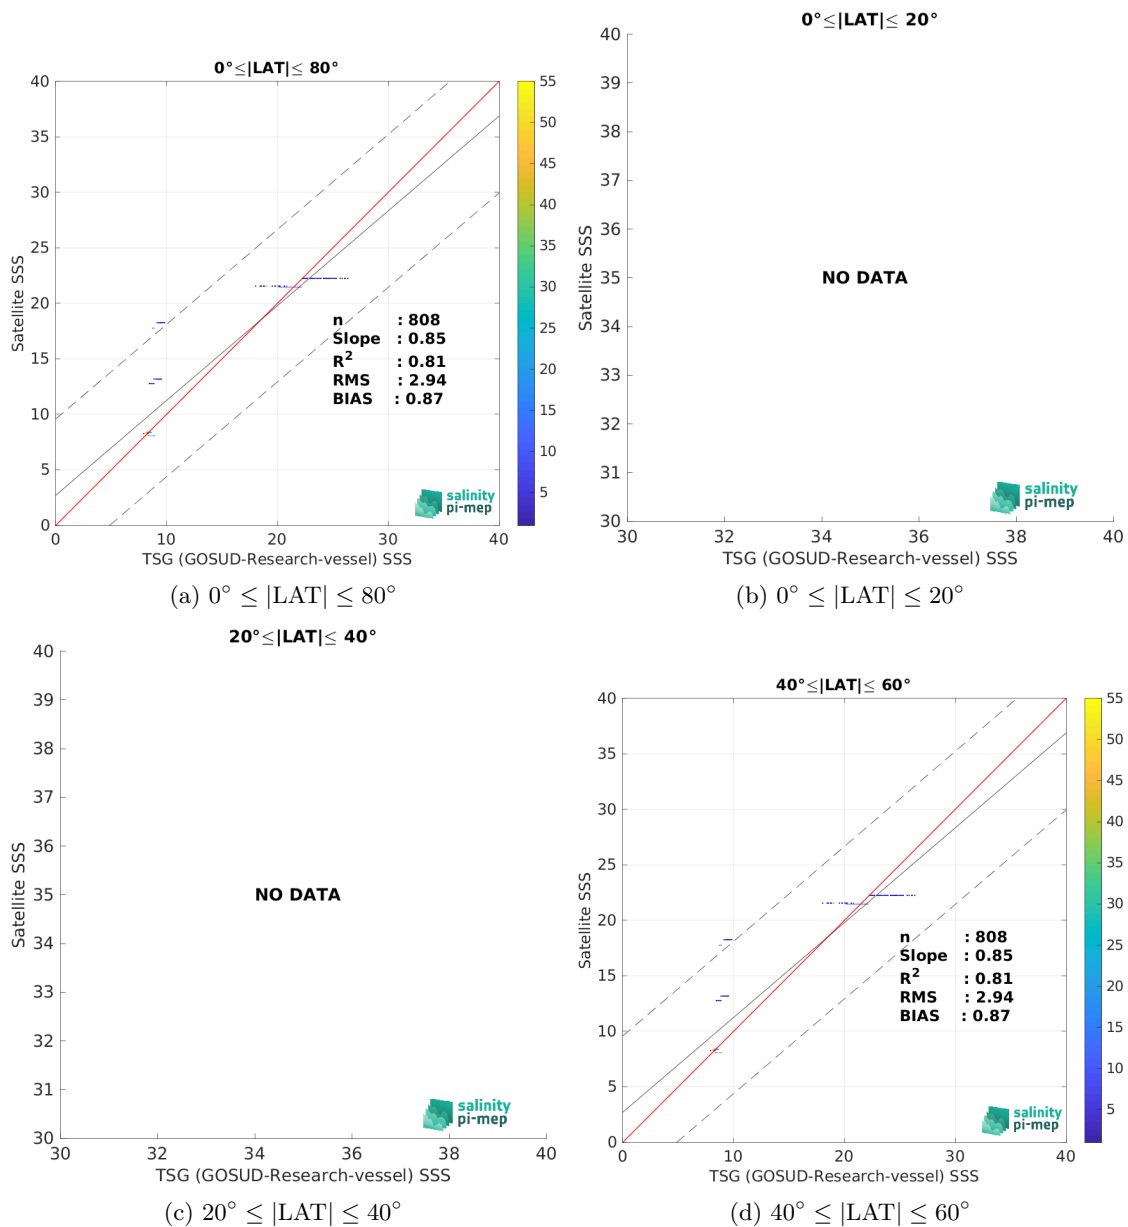 0°≤|LAT|≤ 80°
40
35
30
25
20
15
10
5
0
Satellite SSS
n : 808
Slope : 0.85
R² : 0.81
RMS : 2.94
BIAS : 0.87
salinity
pi-mep
0 10 20 30 40
TSG (GOSUD-Research-vessel) SSS
55
50
45
40
35
30
25
20
15
10
5
(a) 0° ≤ |LAT| ≤ 80°
0°≤|LAT|≤ 20°
40
39
38
37
36
35
34
33
32
31
30
Satellite SSS
NO DATA
salinity
pi-mep
30 32 34 36 38 40
TSG (GOSUD-Research-vessel) SSS
(b) 0° ≤ |LAT| ≤ 20°
20°≤|LAT|≤ 40°
40
39
38
37
36
35
34
33
32
31
30
Satellite SSS
NO DATA
salinity
pi-mep
30 32 34 36 38 40
TSG (GOSUD-Research-vessel) SSS
(c) 20° ≤ |LAT| ≤ 40°
40°≤|LAT|≤ 60°
40
35
30
25
20
15
10
5
0
Satellite SSS
n : 808
Slope : 0.85
R² : 0.81
RMS : 2.94
BIAS : 0.87
salinity
pi-mep
0 10 20 30 40
TSG (GOSUD-Research-vessel) SSS
55
50
45
40
35
30
25
20
15
10
5
(d) 40° ≤ |LAT| ≤ 60°